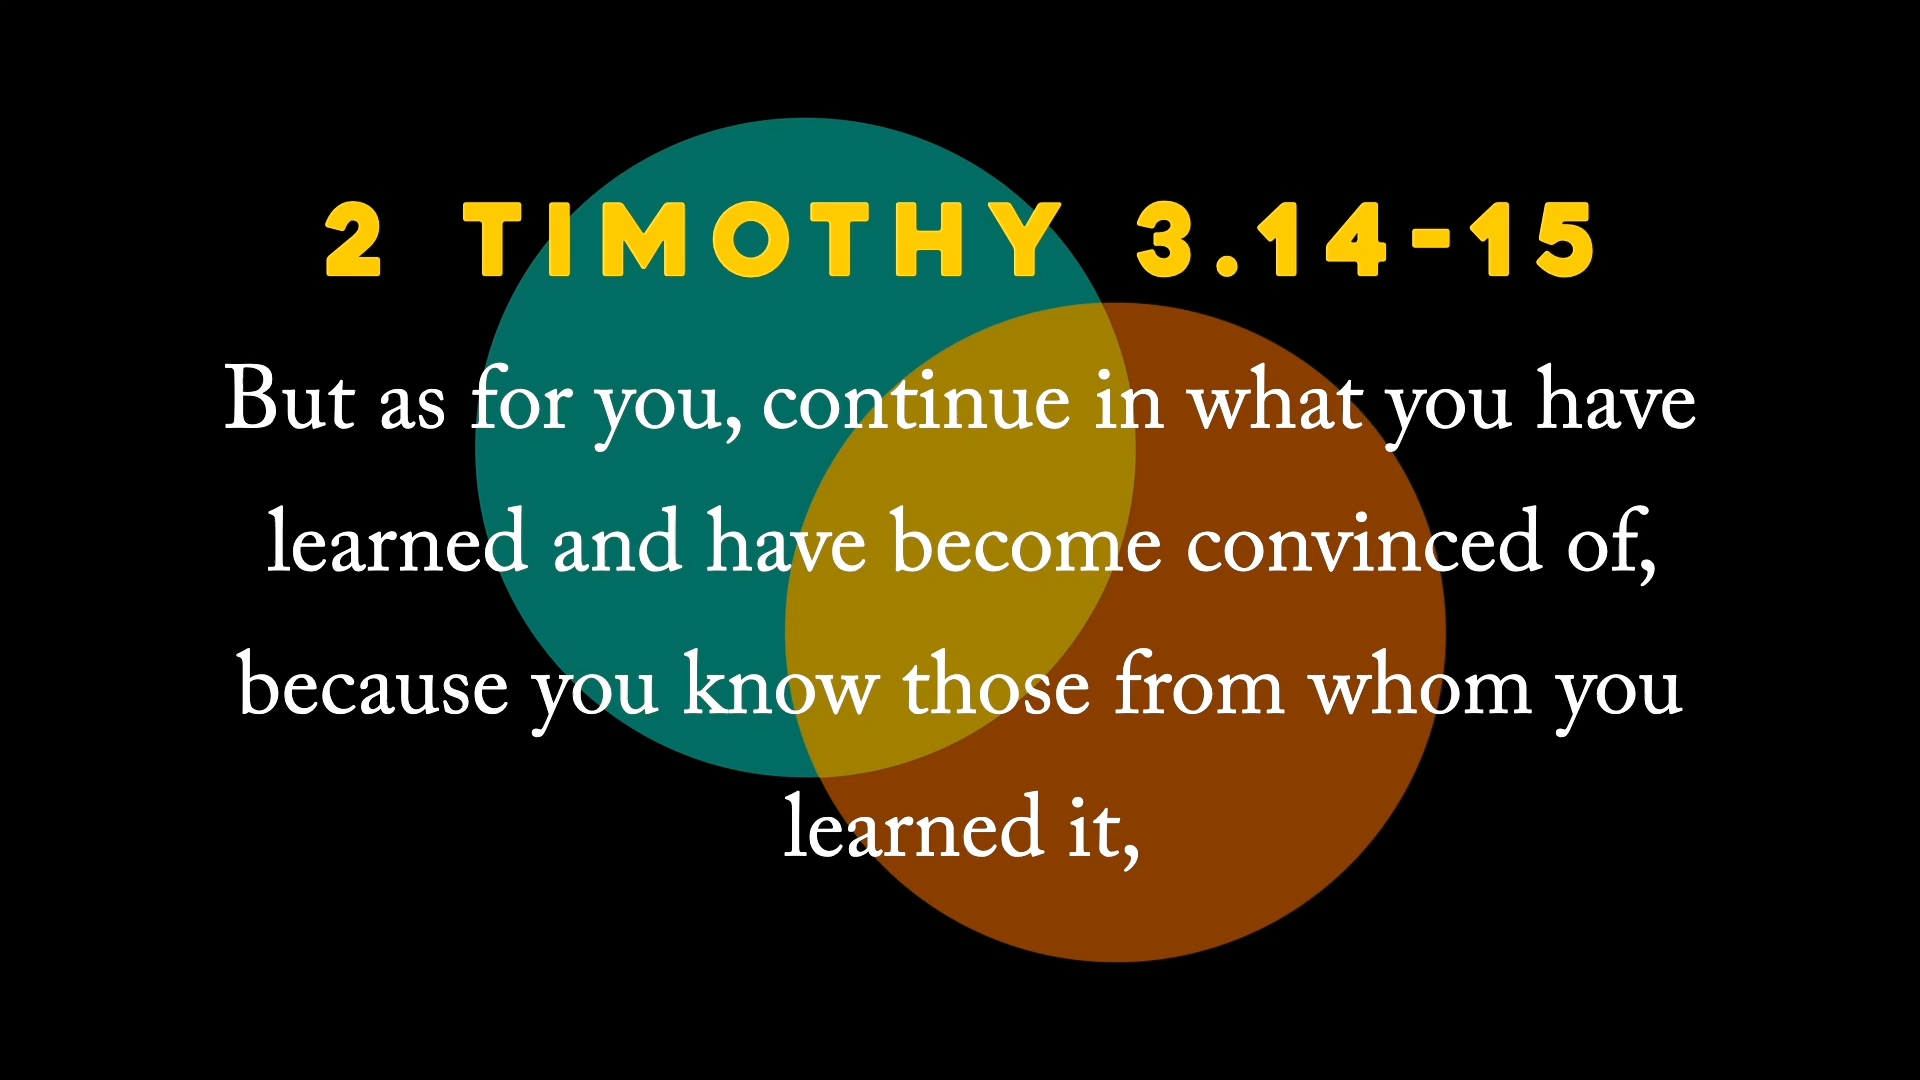 2 TIMOTHY 3.14-15
But as for you, continue in what you have
learned and have become convinced of,
because you know those from whom you
learned it,